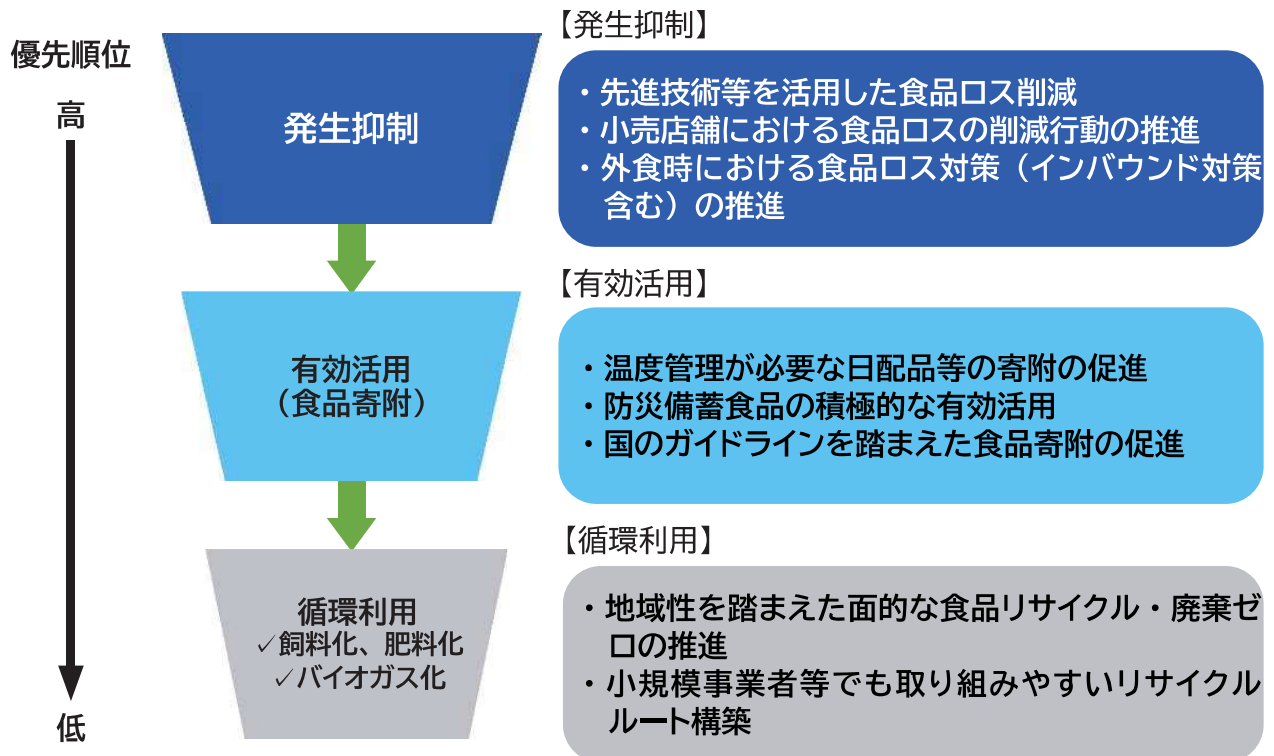 優先順位
高
低
発生抑制
【発生抑制】
・先進技術等を活用した食品ロス削減
・小売店舗における食品ロスの削減行動の推進
・外食時における食品ロス対策（インバウンド対策
含む）の推進
有効活用
（食品寄附）
【有効活用】
・温度管理が必要な日配品等の寄附の促進
・防災備蓄食品の積極的な有効活用
・国のガイドラインを踏まえた食品寄附の促進
循環利用
✓飼料化、肥料化
✓バイオガス化
【循環利用】
・地域性を踏まえた面的な食品リサイクル・廃棄ゼ
ロの推進
・小規模事業者等でも取り組みやすいリサイクル
ルート構築